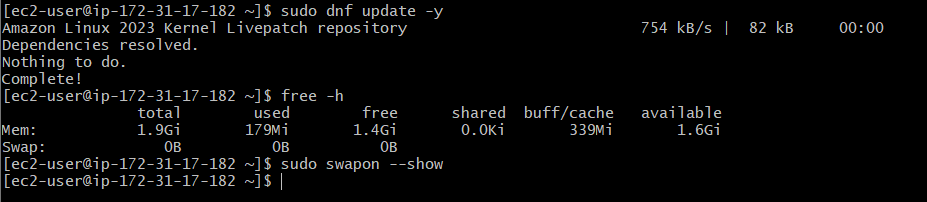 [ec2-user@ip-172-31-17-182 ~]$ sudo dnf update -y
Amazon Linux 2023 Kernel Livepatch repository                            754 kB/s |  82 kB     00:00
Dependencies resolved.
Nothing to do.
Complete!
[ec2-user@ip-172-31-17-182 ~]$ free -h
               total        used        free      shared  buff/cache   available
Mem:           1.9Gi       179Mi       1.4Gi       0.0Ki       339Mi       1.6Gi
Swap:             0B          0B          0B
[ec2-user@ip-172-31-17-182 ~]$ sudo swapon --show
[ec2-user@ip-172-31-17-182 ~]$